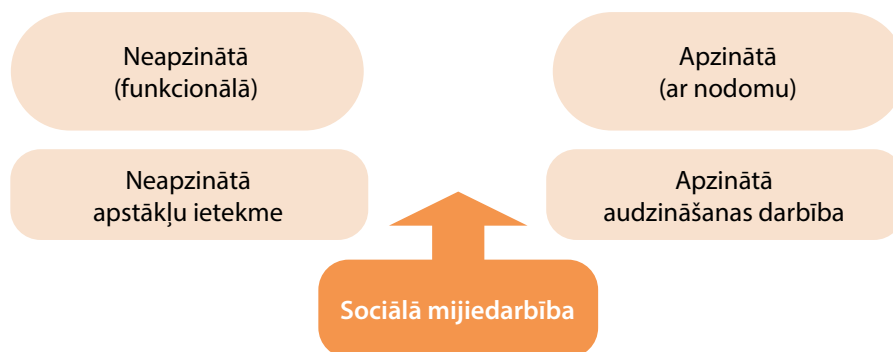 Neapzinātā
(funkcionālā)
Apzinātā
(ar nodomu)
Neapzinātā
apstākļu ietekme
Apzinātā
audzināšanas darbība
Sociālā mijiedarbība